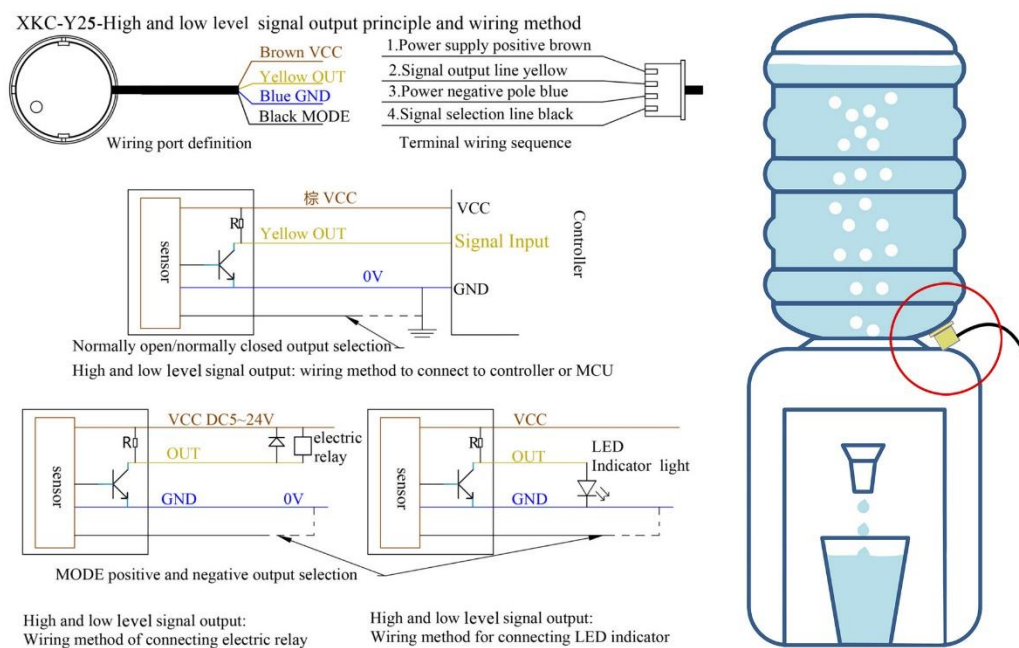 XKC-Y25-High and low level signal output principle and wiring method
Brown VCC
Yellow OUT
Blue GND
Black MODE
Wiring port definition
1.Power supply positive brown
2.Signal output line yellow
3.Power negative pole blue
4.Signal selection line black
Terminal wiring sequence
棕 VCC
R
Yellow OUT
0V
sensor
VCC
Signal Input
GND
Controller
Normally open/normally closed output selection
High and low level signal output: wiring method to connect to controller or MCU
VCC DC5~24V
R
OUT
electric
relay
GND
0V
sensor
VCC
R
OUT
LED
Indicator light
GND
sensor
MODE positive and negative output selection
High and low level signal output:
Wiring method of connecting electric relay
High and low level signal output:
Wiring method for connecting LED indicator